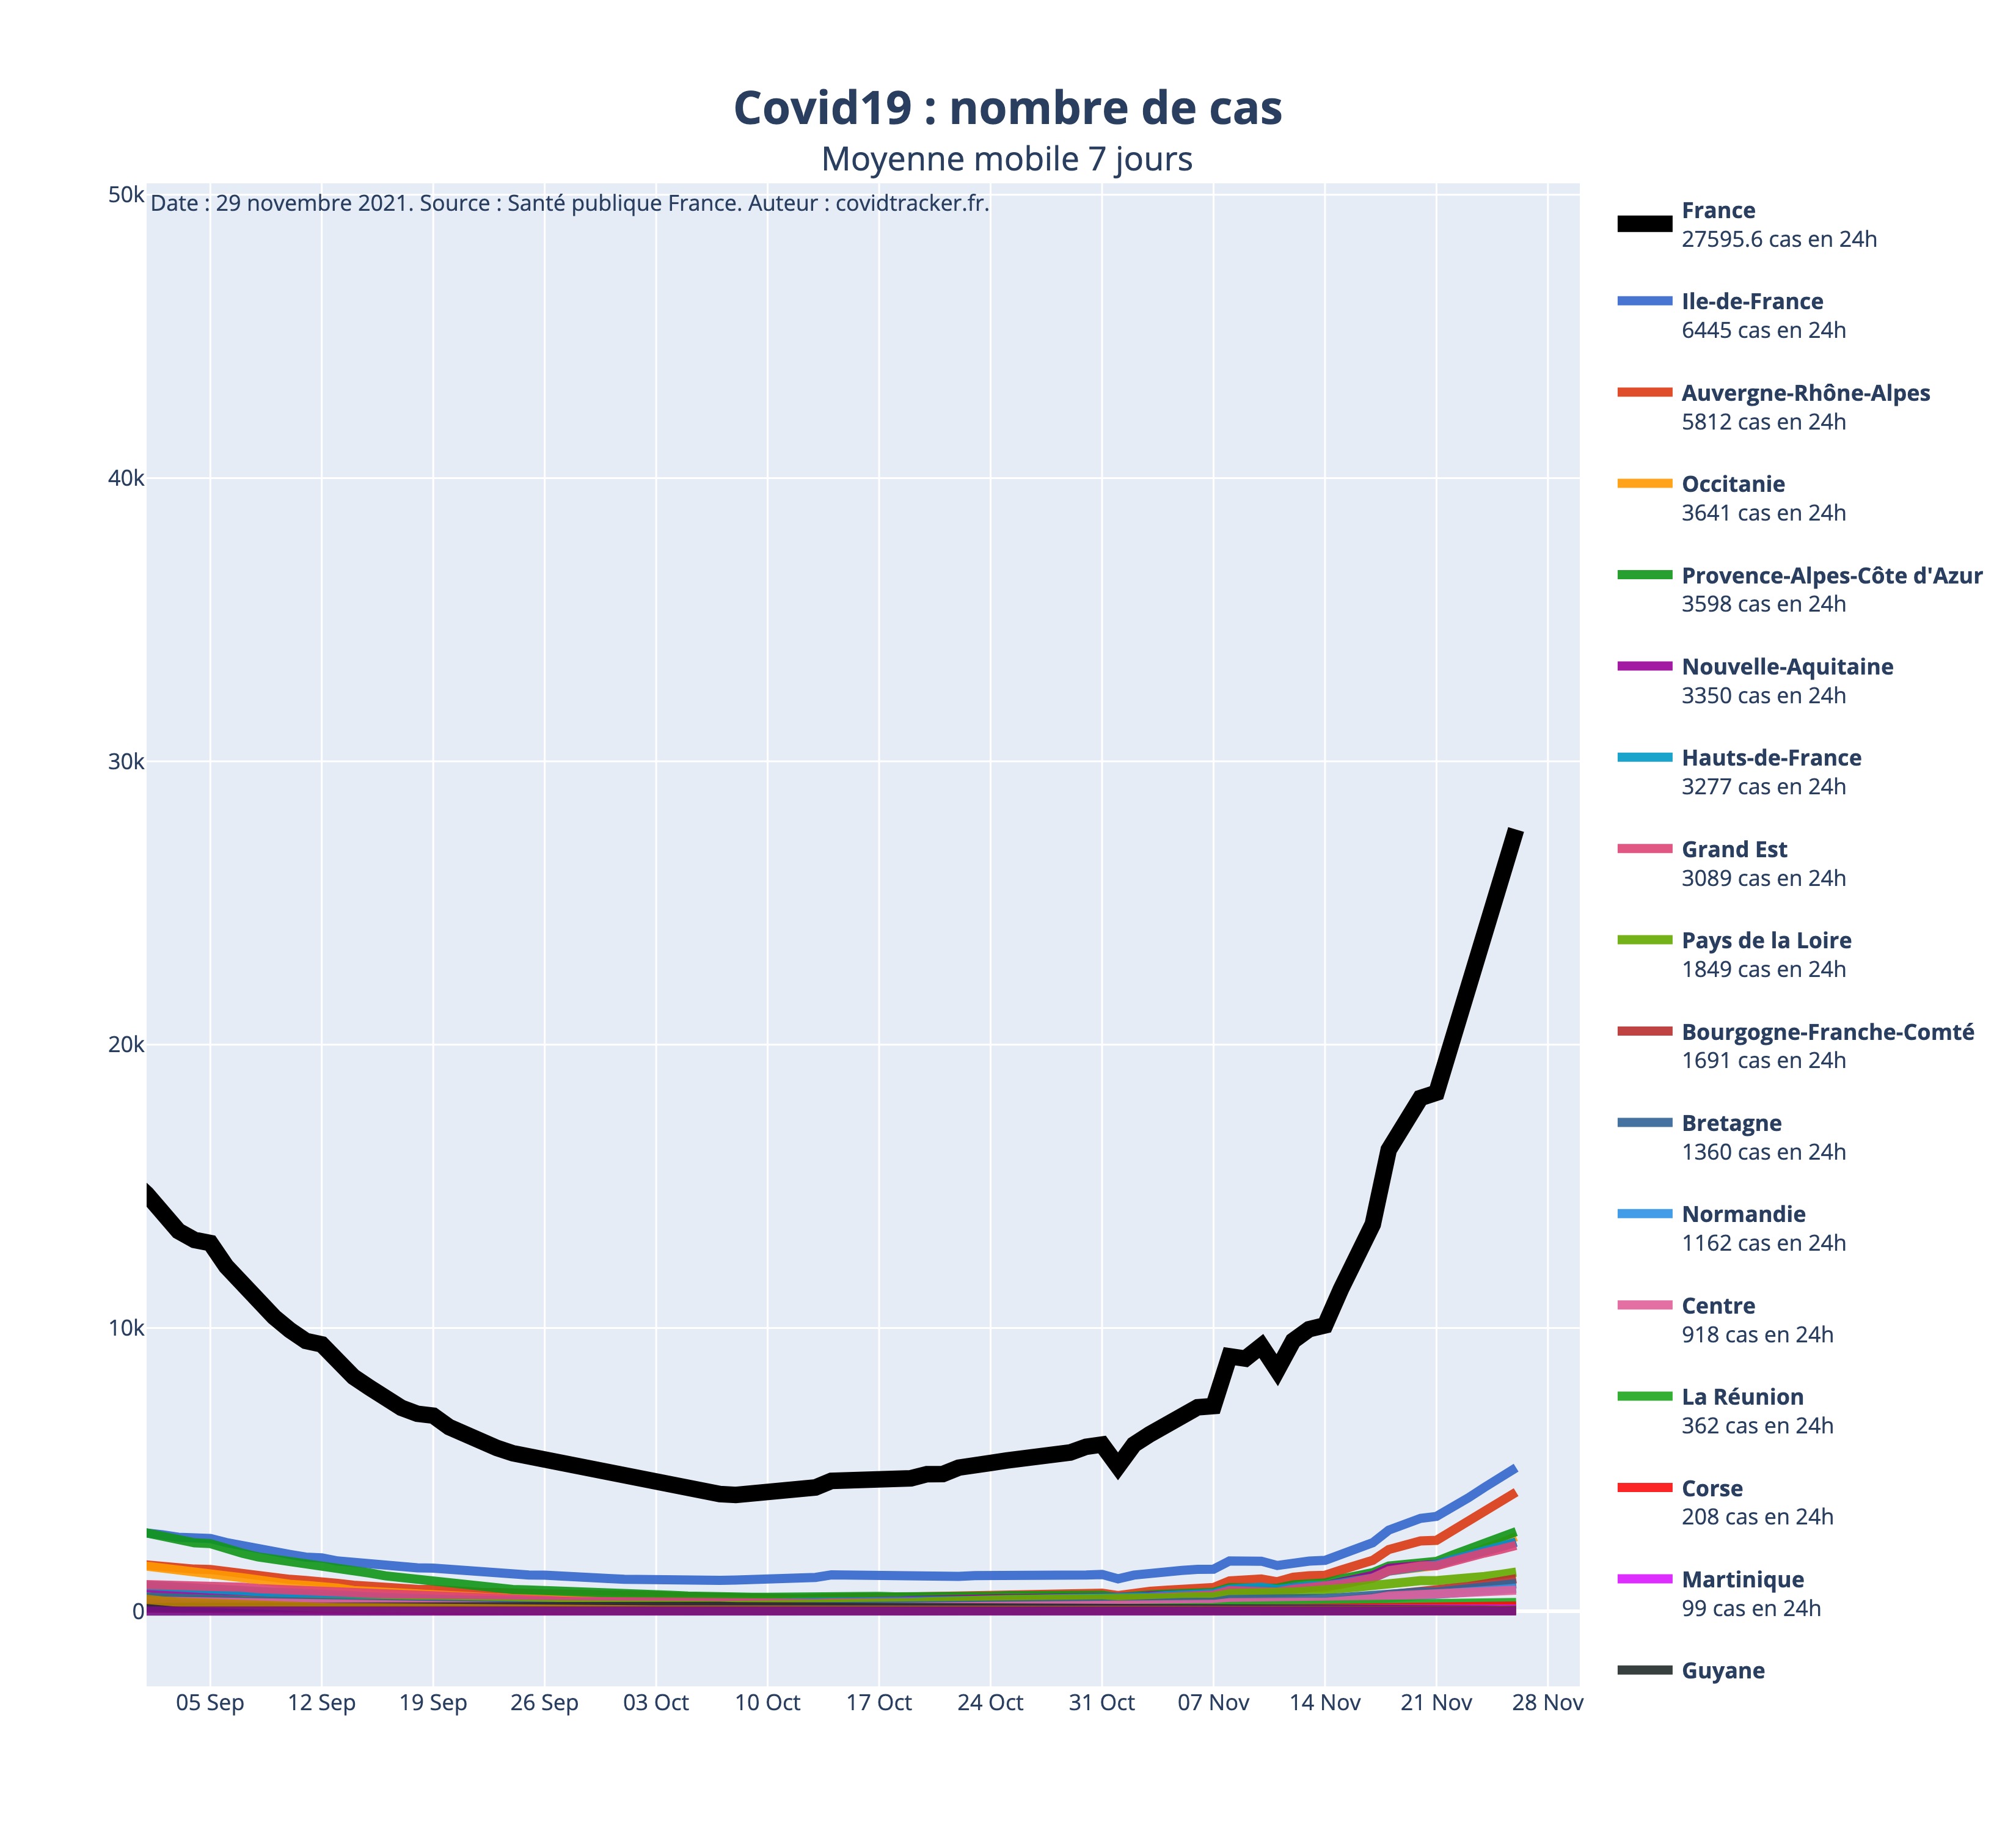 Covid19 : nombre de cas
Moyenne mobile 7 jours
Date : 29 novembre 2021. Source : Santé publique France. Auteur : covidtracker.fr.
50k
40k
30k
20k
10k
0
05 Sep
12 Sep
19 Sep
26 Sep
03 Oct
10 Oct
17 Oct
24 Oct
31 Oct
07 Nov
14 Nov
21 Nov
28 Nov
France
27595.6 cas en 24h
Ile-de-France
6445 cas en 24h
Auvergne-Rhône-Alpes
5812 cas en 24h
Occitanie
3641 cas en 24h
Provence-Alpes-Côte d'Azur
3598 cas en 24h
Nouvelle-Aquitaine
3350 cas en 24h
Hauts-de-France
3277 cas en 24h
Grand Est
3089 cas en 24h
Pays de la Loire
1849 cas en 24h
Bourgogne-Franche-Comté
1691 cas en 24h
Bretagne
1360 cas en 24h
Normandie
1162 cas en 24h
Centre
918 cas en 24h
La Réunion
362 cas en 24h
Corse
208 cas en 24h
Martinique
99 cas en 24h
Guyane